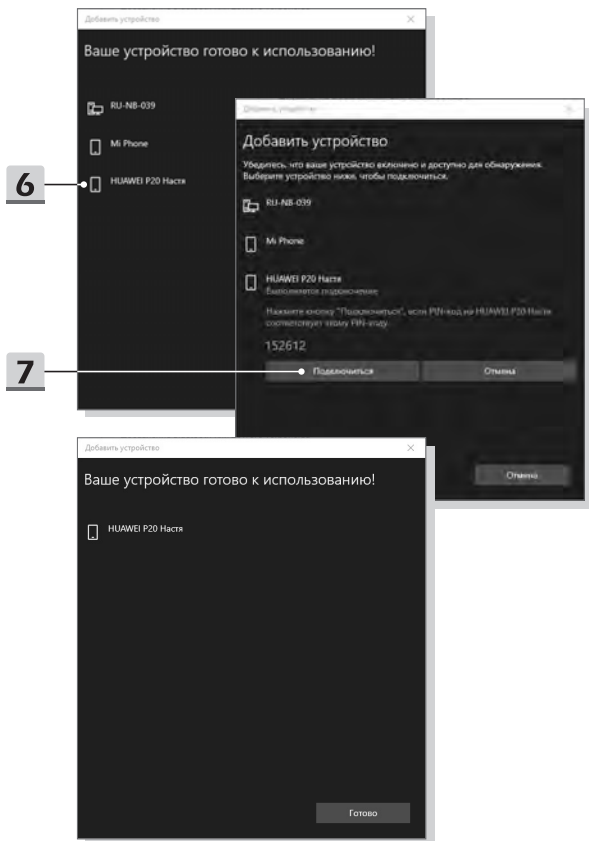 Добавить устройство
Ваше устройство готово к использованию!
RU-NB-039
Mi Phone
6
HUAWEI P20 Настя
Добавить устройство
Добавить устройство
Убедитесь, что ваше устройство включено и доступно для обнаружения.
Выберите устройство ниже, чтобы подключиться.
RU-NB-039
Mi Phone
HUAWEI P20 Настя
Выполняется подключение
Нажмите кнопку "Подключиться", если PIN-код на HUAWEI P20 Настя
соответствует этому PIN-коду.
152612
7
Подключиться
Отмена
Отмена
Добавить устройство
Ваше устройство готово к использованию!
HUAWEI P20 Настя
Готово